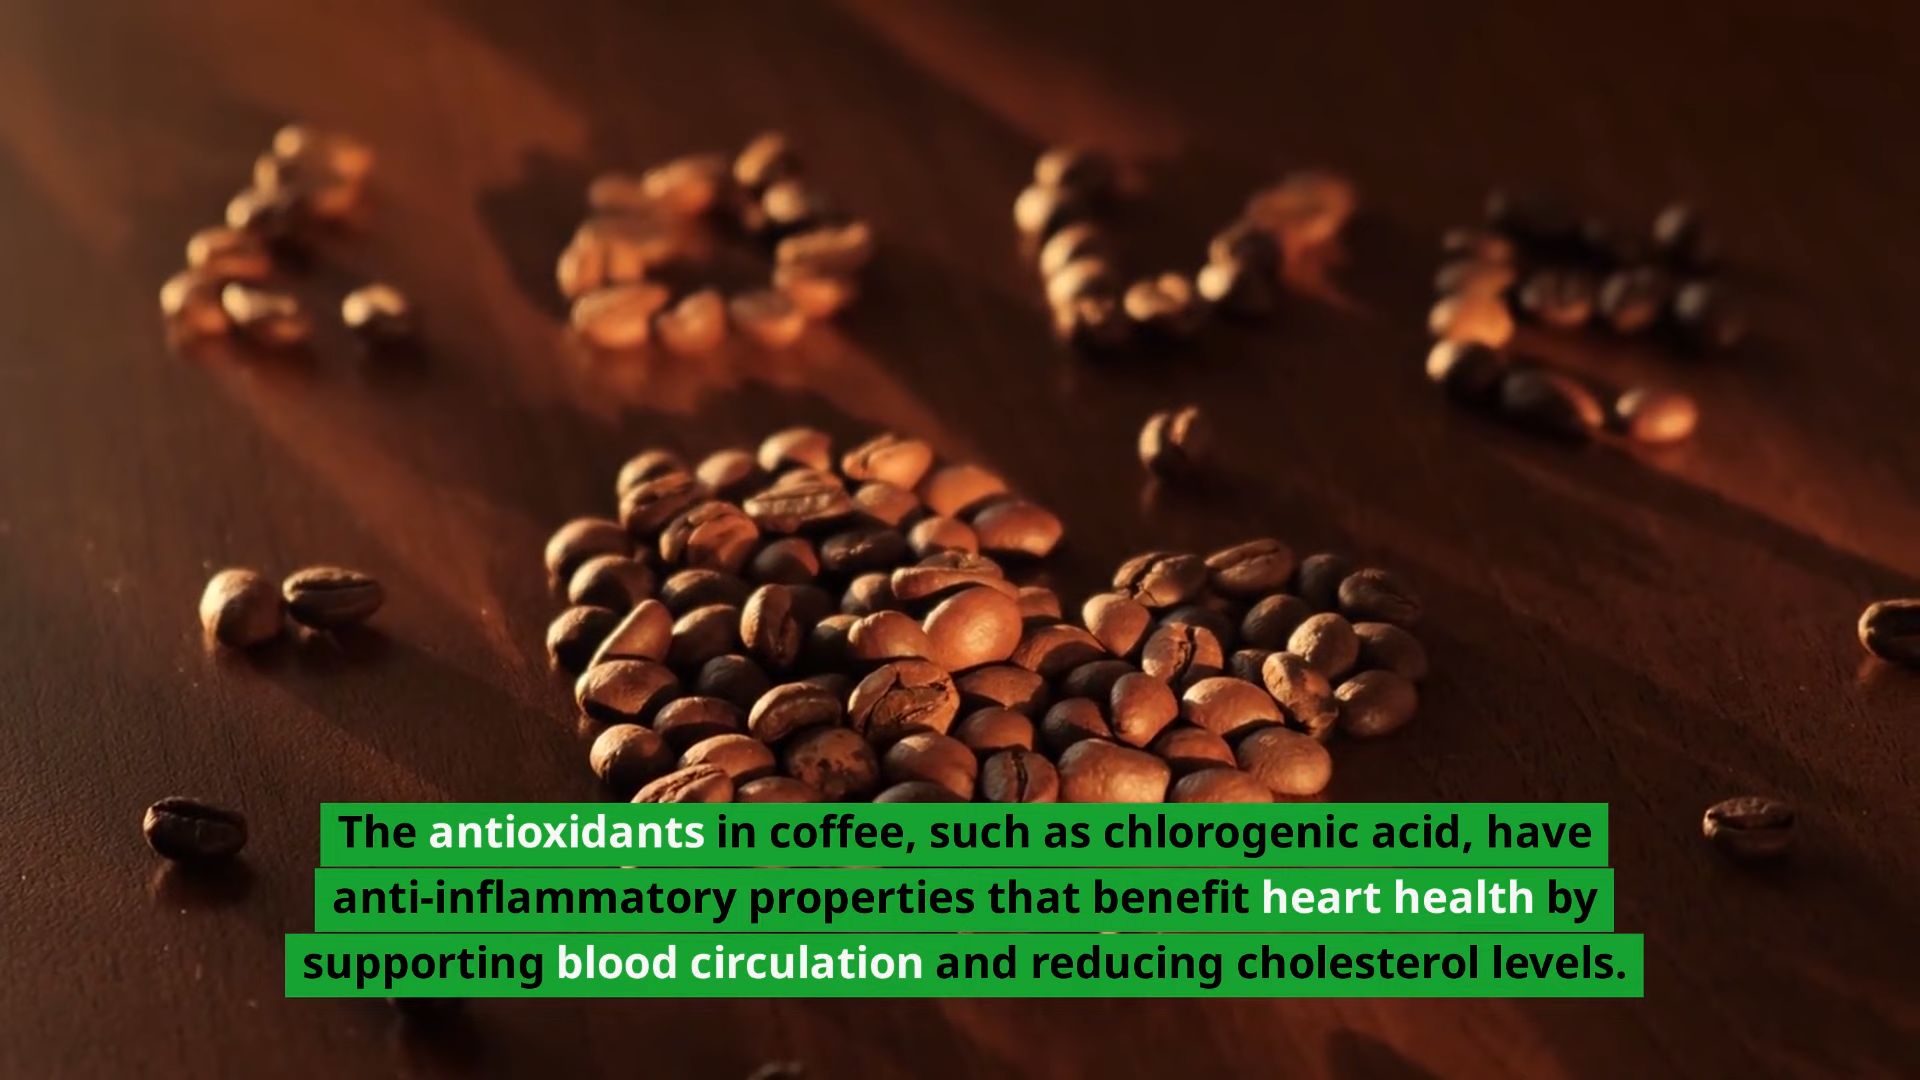 LOVE
The antioxidants in coffee, such as chlorogenic acid, have
anti-inflammatory properties that benefit heart health by
supporting blood circulation and reducing cholesterol levels.